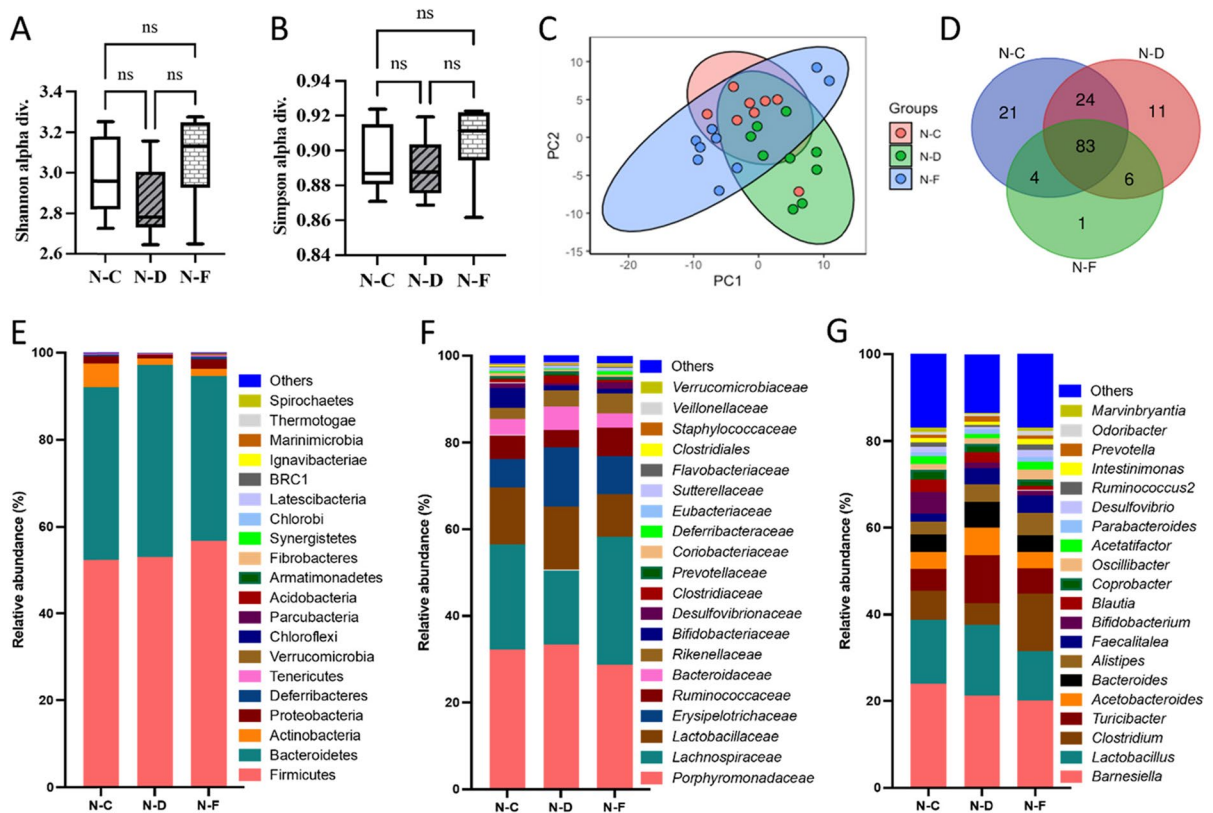 A
ns
ns
ns
Shannon alpha div.
3.4
3.2
3.0
2.8
2.6
N-C
N-D
N-F
B
ns
ns
ns
Simpson alpha div.
0.94
0.92
0.90
0.88
0.86
0.84
N-C
N-D
N-F
C
PC2
10
5
0
-5
-10
-15
-20
-10
0
10
PC1
Groups
N-C
N-D
N-F
D
N-C
N-D
21
24
11
83
4
6
1
N-F
E
Relative abundance (%)
100
80
60
40
20
0
N-C
N-D
N-F
Others
Spirochaetes
Thermotogae
Marinimicrobia
Ignavibacteriae
BRC1
Latescibacteria
Chlorobi
Synergistetes
Fibrobacteres
Armatimonadetes
Acidobacteria
Parcubacteria
Chloroflexi
Verrucomicrobia
Tenericutes
Deferribacteres
Proteobacteria
Actinobacteria
Bacteroidetes
Firmicutes
F
Relative abundance (%)
100
80
60
40
20
0
N-C
N-D
N-F
Others
Verrucomicrobiaceae
Veillonellaceae
Staphylococcaceae
Clostridiales
Flavobacteriaceae
Sutterellaceae
Eubacteriaceae
Deferribacteraceae
Coriobacteriaceae
Prevotellaceae
Clostridiaceae
Desulfovibrionaceae
Bifidobacteriaceae
Rikenellaceae
Bacteroidaceae
Ruminococcaceae
Erysipelotrichaceae
Lactobacillaceae
Lachnospiraceae
Porphyromonadaceae
G
Relative abundance (%)
100
80
60
40
20
0
N-C
N-D
N-F
Others
Marvinbryantia
Odoribacter
Prevotella
Intestinimonas
Ruminococcus2
Desulfovibrio
Parabacteroides
Acetatifactor
Oscillibacter
Coprobacter
Blautia
Bifidobacterium
Faecalitalea
Alistipes
Bacteroides
Acetobacteroides
Turicibacter
Clostridium
Lactobacillus
Barnesiella